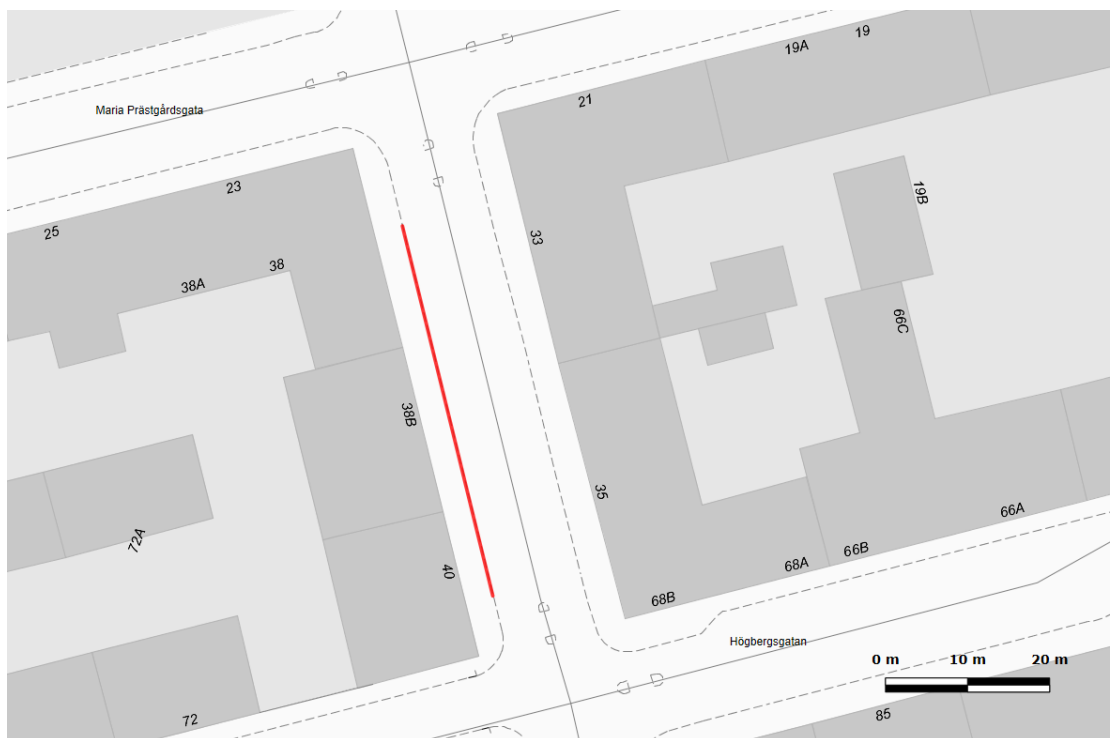 19A
19
21
Maria Prästgårdsgata
23
19B
25
33
38
38A
66C
38B
35
66A
72A
66B
68A
40
68B
Högbergsgatan
0 m 10 m 20 m
85
72